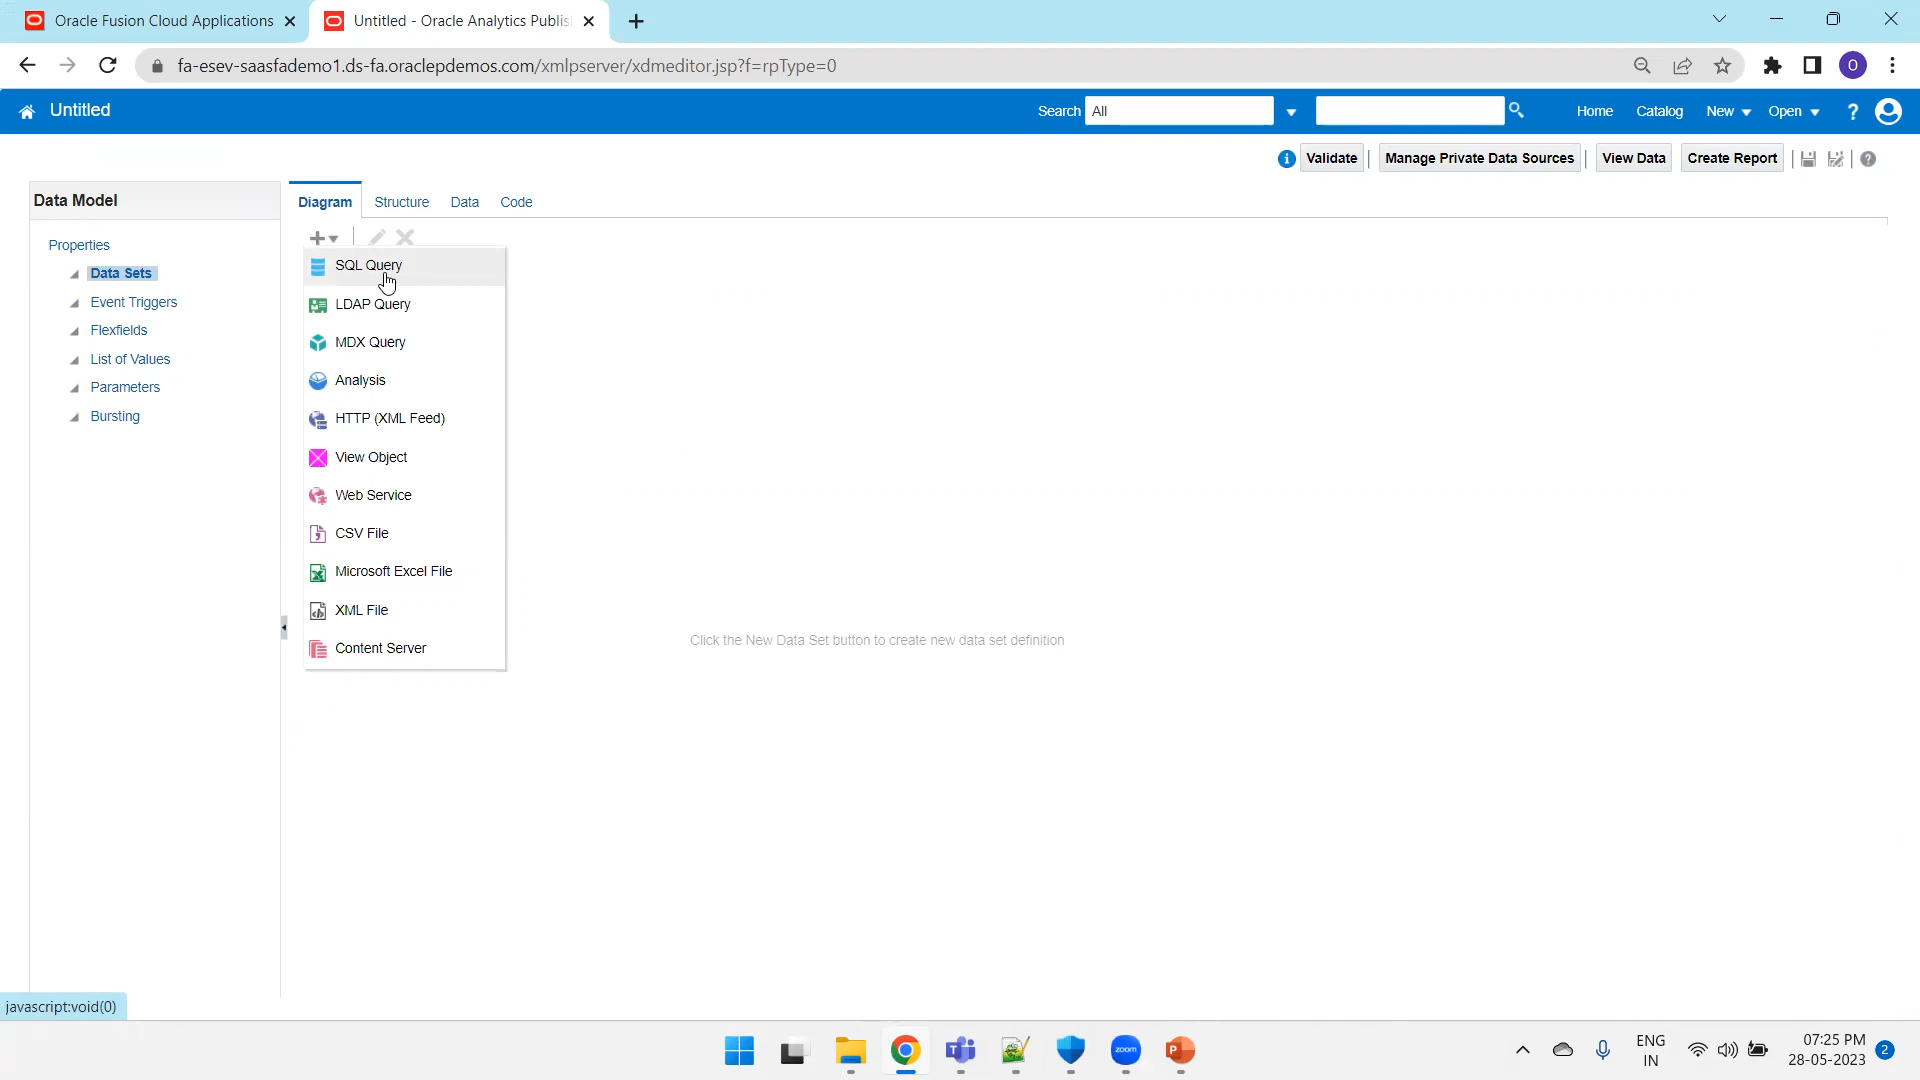 Oracle Fusion Cloud Applications
Untitled - Oracle Analytics Publis
fa-esev-saasfademo1.ds-fa.oraclepdemos.com/xmlpserver/xdmeditor.jsp?f=rpType=0
O
Untitled
Search All
Home Catalog New Open ?
i Validate | Manage Private Data Sources | View Data Create Report | ?
Data Model
Diagram Structure Data Code
Properties
Data Sets
Event Triggers
Flexfields
List of Values
Parameters
Bursting
SQL Query
LDAP Query
MDX Query
Analysis
HTTP (XML Feed)
View Object
Web Service
CSV File
Microsoft Excel File
XML File
Content Server
Click the New Data Set button to create new data set definition
javascript:void(0)
zoom
ENG
IN
07:25 PM
28-05-2023
2